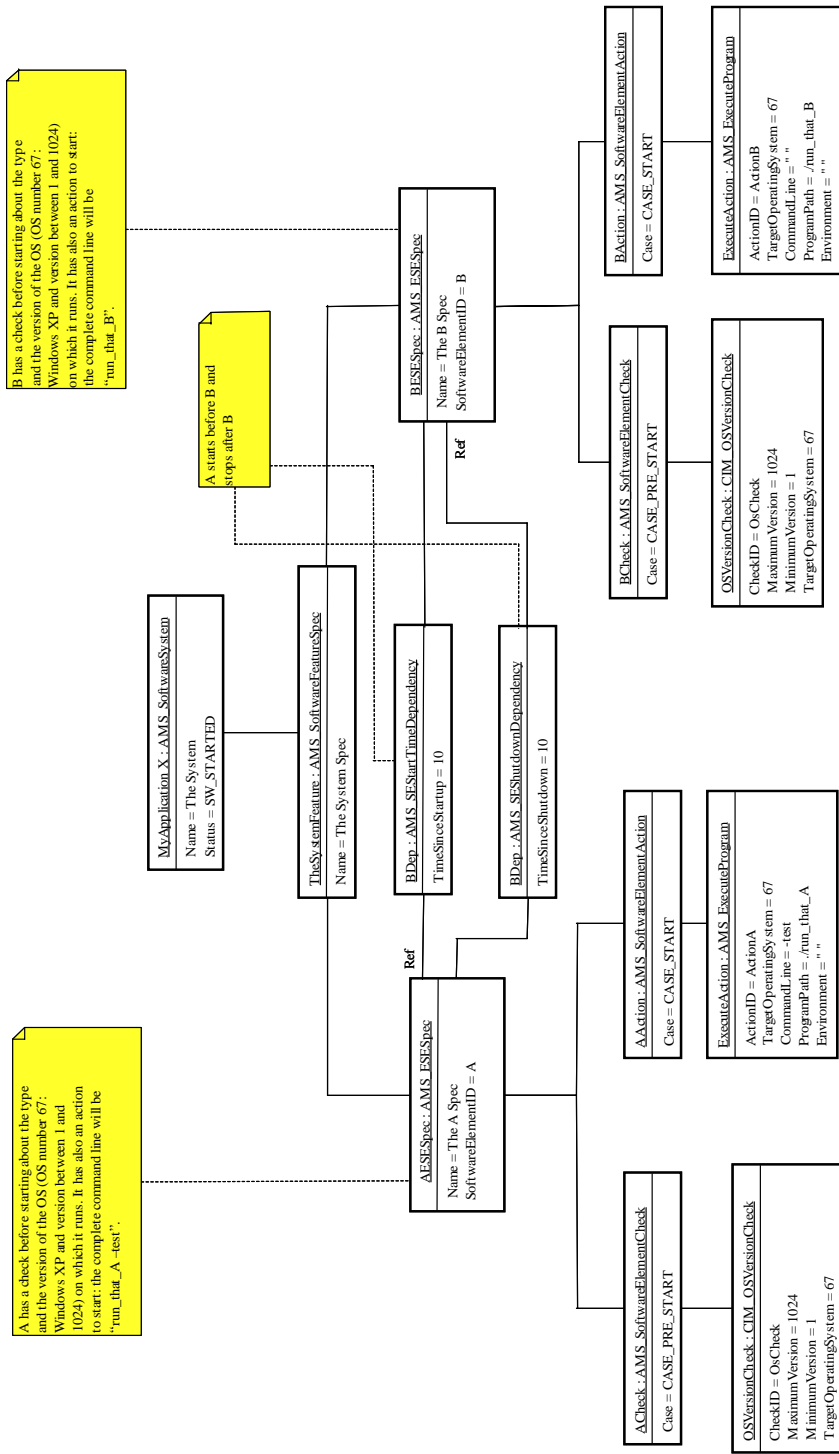 A has a check before starting about the type
and the version of the OS (OS number 67:
Windows XP and version between 1 and
1024) on which it runs. It has also an action
to start: the complete command line will be
“run_that_A –test”.
B has a check before starting about the type
and the version of the OS (OS number 67:
Windows XP and version between 1 and 1024)
on which it runs. It has also an action to start:
the complete command line will be
“run_that_B”.
A starts before B and
stops after B
MyApplication X : AMS_SoftwareSystem
Name = The System
Status = SW_STARTED
TheSystemFeature : AMS_SoftwareFeatureSpec
Name = The System Spec
AESESpec : AMS_ESESpec
Name = The A Spec
SoftwareElementID = A
Ref
BDep : AMS_SEStartTimeDependency
TimeSinceStartup = 10
BESESpec : AMS_ESESpec
Name = The B Spec
SoftwareElementID = B
Ref
BDep : AMS_SEShutdownDependency
TimeSinceShutdown = 10
ACheck : AMS_SoftwareElementCheck
Case = CASE_PRE_START
AAction : AMS_SoftwareElementAction
Case = CASE_START
BCheck : AMS_SoftwareElementCheck
Case = CASE_PRE_START
BAction : AMS_SoftwareElementAction
Case = CASE_START
OSVersionCheck : CIM_OSVersionCheck
CheckID = OsCheck
MaximumVersion = 1024
MinimumVersion = 1
TargetOperatingSystem = 67
ExecuteAction : AMS_ExecuteProgram
ActionID = ActionA
TargetOperatingSystem = 67
CommandLine = -test
ProgramPath = ./run_that_A
Environment = " "
OSVersionCheck : CIM_OSVersionCheck
CheckID = OsCheck
MaximumVersion = 1024
MinimumVersion = 1
TargetOperatingSystem = 67
ExecuteAction : AMS_ExecuteProgram
ActionID = ActionB
TargetOperatingSystem = 67
CommandLine = " "
ProgramPath = ./run_that_B
Environment = " "